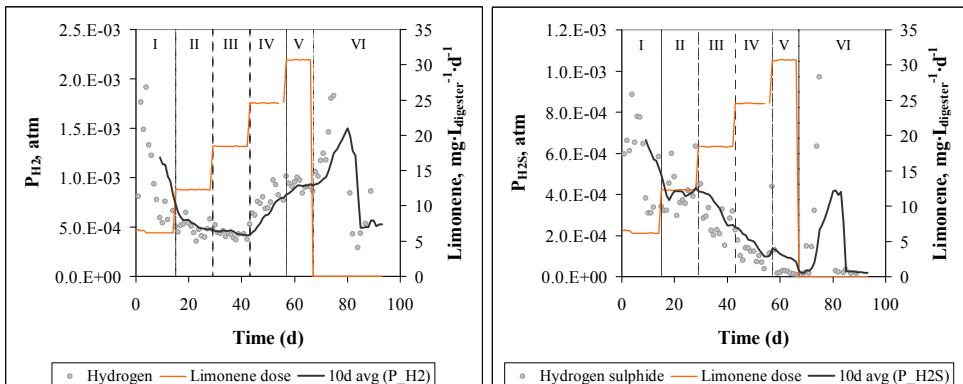 2.5.E-03
2.0.E-03
1.5.E-03
1.0.E-03
5.0.E-04
0.0.E+00
P_H2, atm
I II III IV V VI
35
30
25
20
15
10
5
0
Limonene, mg·L_digester^-1·d^-1
0 20 40 60 80 100
Time (d)
Hydrogen Limonene dose 10d avg (P_H2)
1.2.E-03
1.0.E-03
8.0.E-04
6.0.E-04
4.0.E-04
2.0.E-04
0.0.E+00
P_H2S, atm
I II III IV V VI
35
30
25
20
15
10
5
0
Limonene, mg·L_digester^-1·d^-1
0 20 40 60 80 100
Time (d)
Hydrogen sulphide Limonene dose 10d avg (P_H2S)